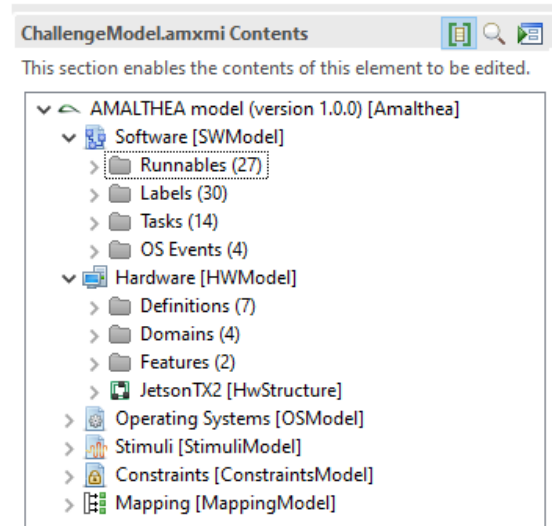 ChallengeModel.amxmi Contents
This section enables the contents of this element to be edited.
AMALTHEA model (version 1.0.0) [Amalthea]
Software [SWModel]
Runnables (27)
Labels (30)
Tasks (14)
OS Events (4)
Hardware [HWModel]
Definitions (7)
Domains (4)
Features (2)
JetsonTX2 [HwStructure]
Operating Systems [OSModel]
Stimuli [StimuliModel]
Constraints [ConstraintsModel]
Mapping [MappingModel]